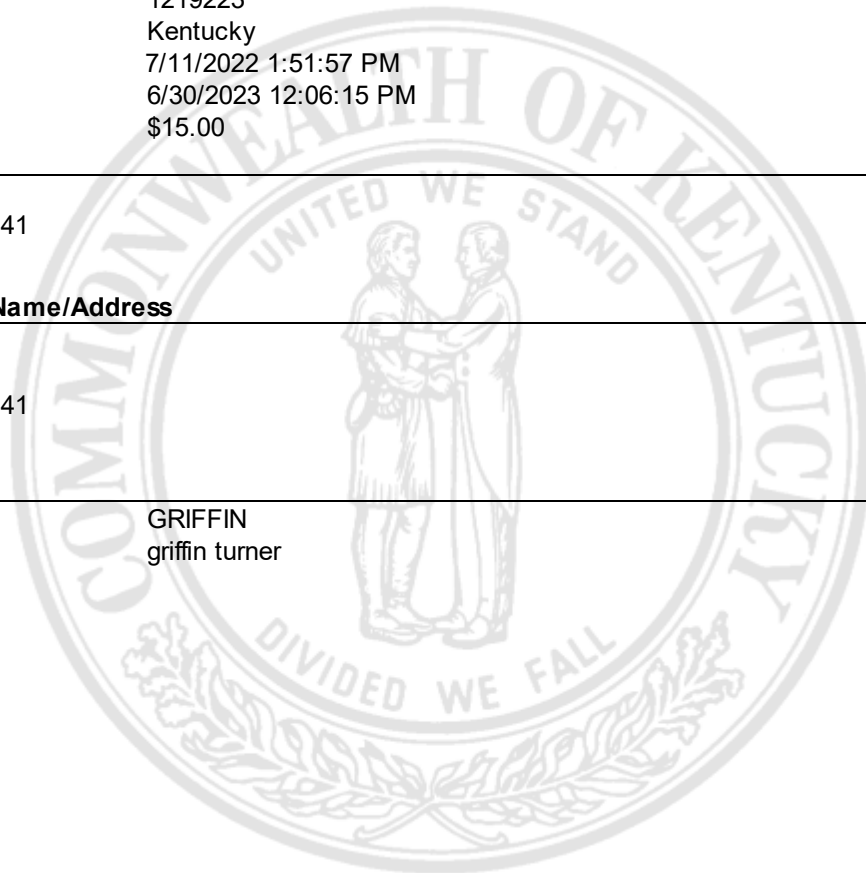 Kentucky
7/11/2022 1:51:57 PM
6/30/2023 12:06:15 PM
$15.00
41
Name/Address
41
GRIFFIN
griffin turner
COMMONWEALTH OF KENTUCKY
UNITED WE STAND
DIVIDED WE FALL